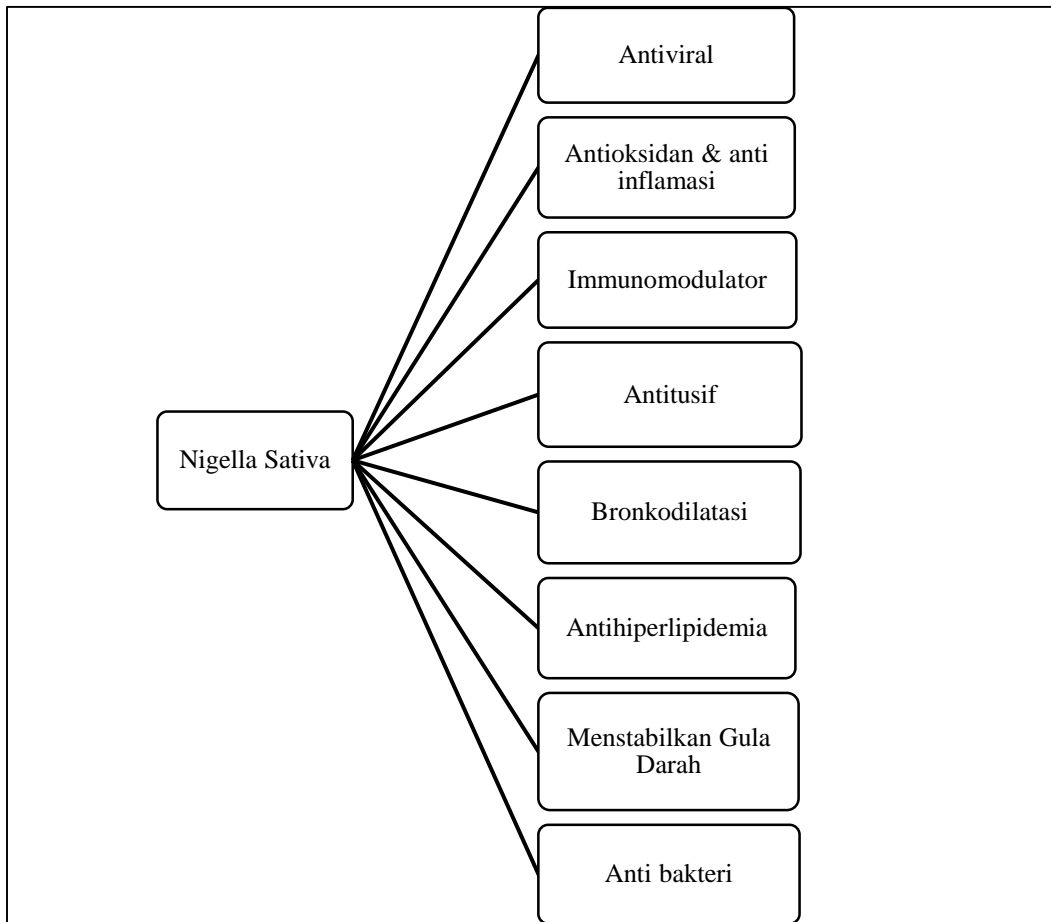 Antiviral
Antioksidan & anti
inflamasi
Immunomodulator
Antitusif
Nigella Sativa
Bronkodilatasi
Antihiperlipidemia
Menstabilkan Gula
Darah
Anti bakteri